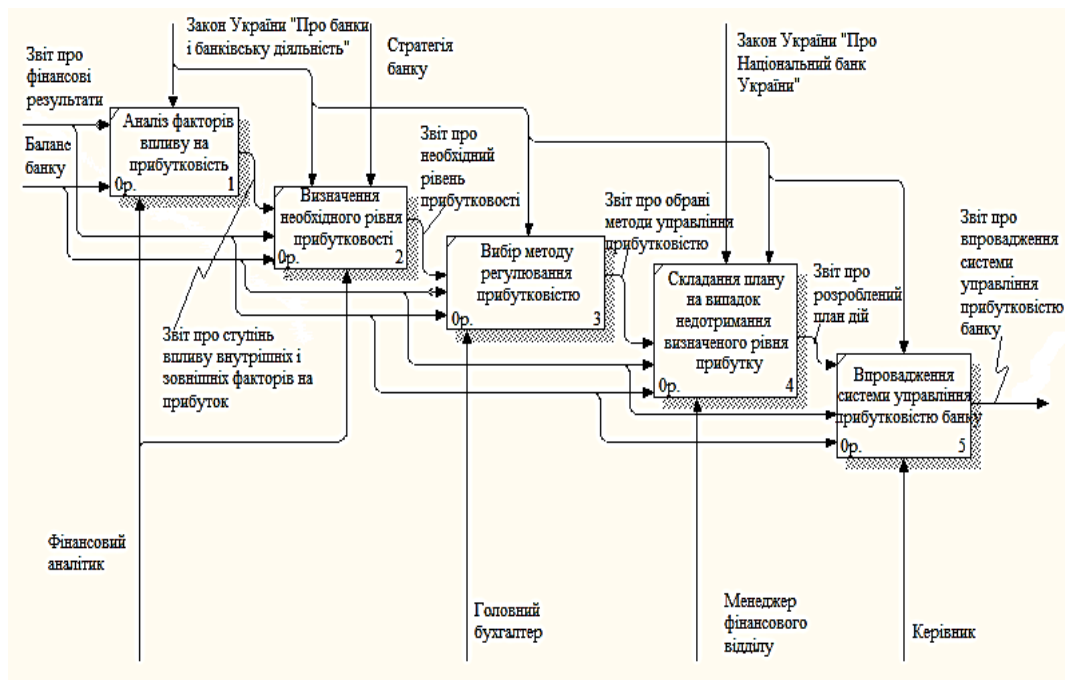 Закон України "Про банки
і банківську діяльність"
Стратегія
банку
Закон України "Про
Національний банк
України"
Звіт про
фінансові
результати
Баланс
банку
Аналіз факторів
впливу на
прибутковість
0р. 1
Звіт про
необхідний
рівень
прибутковості
Визначення
необхідного рівня
прибутковості
0р. 2
Звіт про обрані
методи управління
прибутковістю
Вибір методу
регулювання
прибутковістю
0р. 3
Звіт про
впровадження
системи
управління
прибутковістю
банку
Складання плану
на випадок
недотримання
визначеного рівня
прибутку
0р. 4
Звіт про
розроблений
план дій
Звіт про ступінь
впливу внутрішніх і
зовнішніх факторів на
прибуток
Впровадження
системи управління
прибутковістю банку
0р. 5
Фінансовий
аналітик
Головний
бухгалтер
Менеджер
фінансового
відділу
Керівник